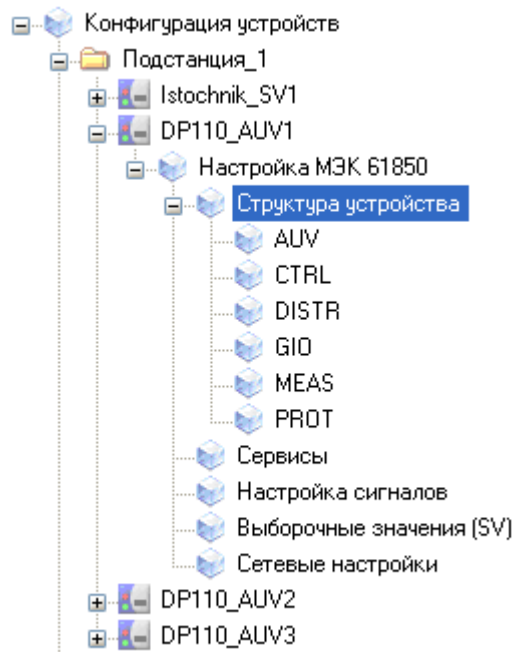 Конфигурация устройств
Подстанция_1
Istochnik_SV1
DP110_AUV1
Настройка МЭК 61850
Структура устройства
AUV
CTRL
DISTR
GIO
MEAS
PROT
Сервисы
Настройка сигналов
Выборочные значения (SV)
Сетевые настройки
DP110_AUV2
DP110_AUV3